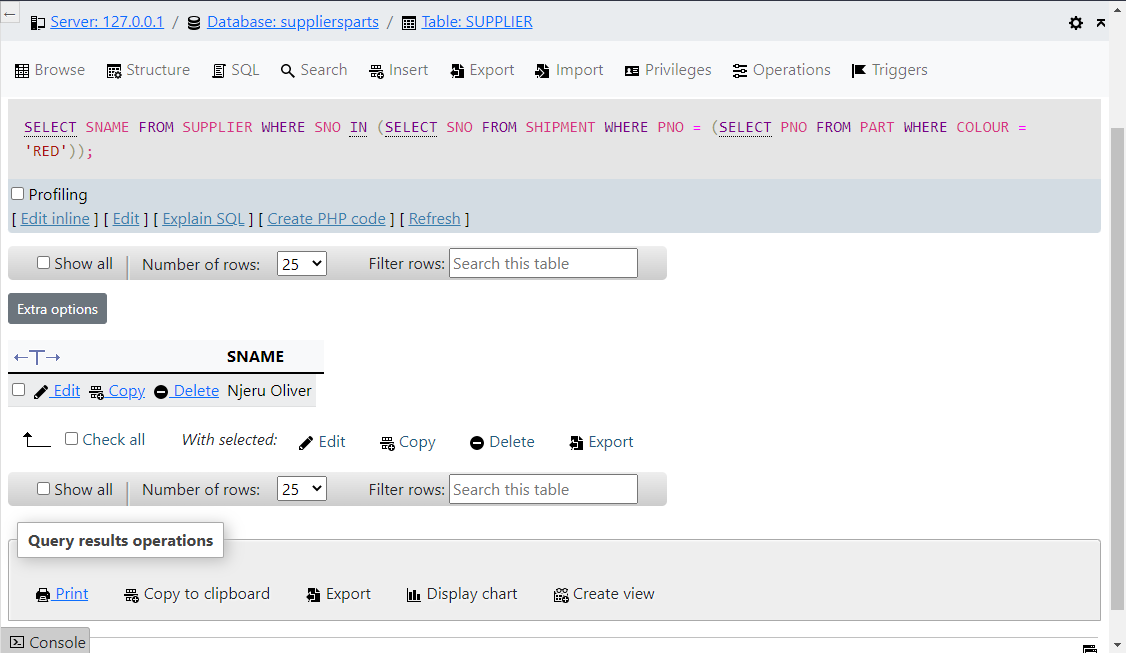 Server: 127.0.0.1 / Database: suppliersparts / Table: SUPPLIER
Browse Structure SQL Search Insert Export Import Privileges Operations Triggers
SELECT SNAME FROM SUPPLIER WHERE SNO IN (SELECT SNO FROM SHIPMENT WHERE PNO = (SELECT PNO FROM PART WHERE COLOUR =
'RED'));
Profiling
[ Edit inline ] [ Edit ] [ Explain SQL ] [ Create PHP code ] [ Refresh ]
Show all Number of rows: 25 Filter rows: Search this table
Extra options
←T→ SNAME
Edit Copy Delete Njeru Oliver
Check all With selected: Edit Copy Delete Export
Show all Number of rows: 25 Filter rows: Search this table
Query results operations
Print Copy to clipboard Export Display chart Create view
Console